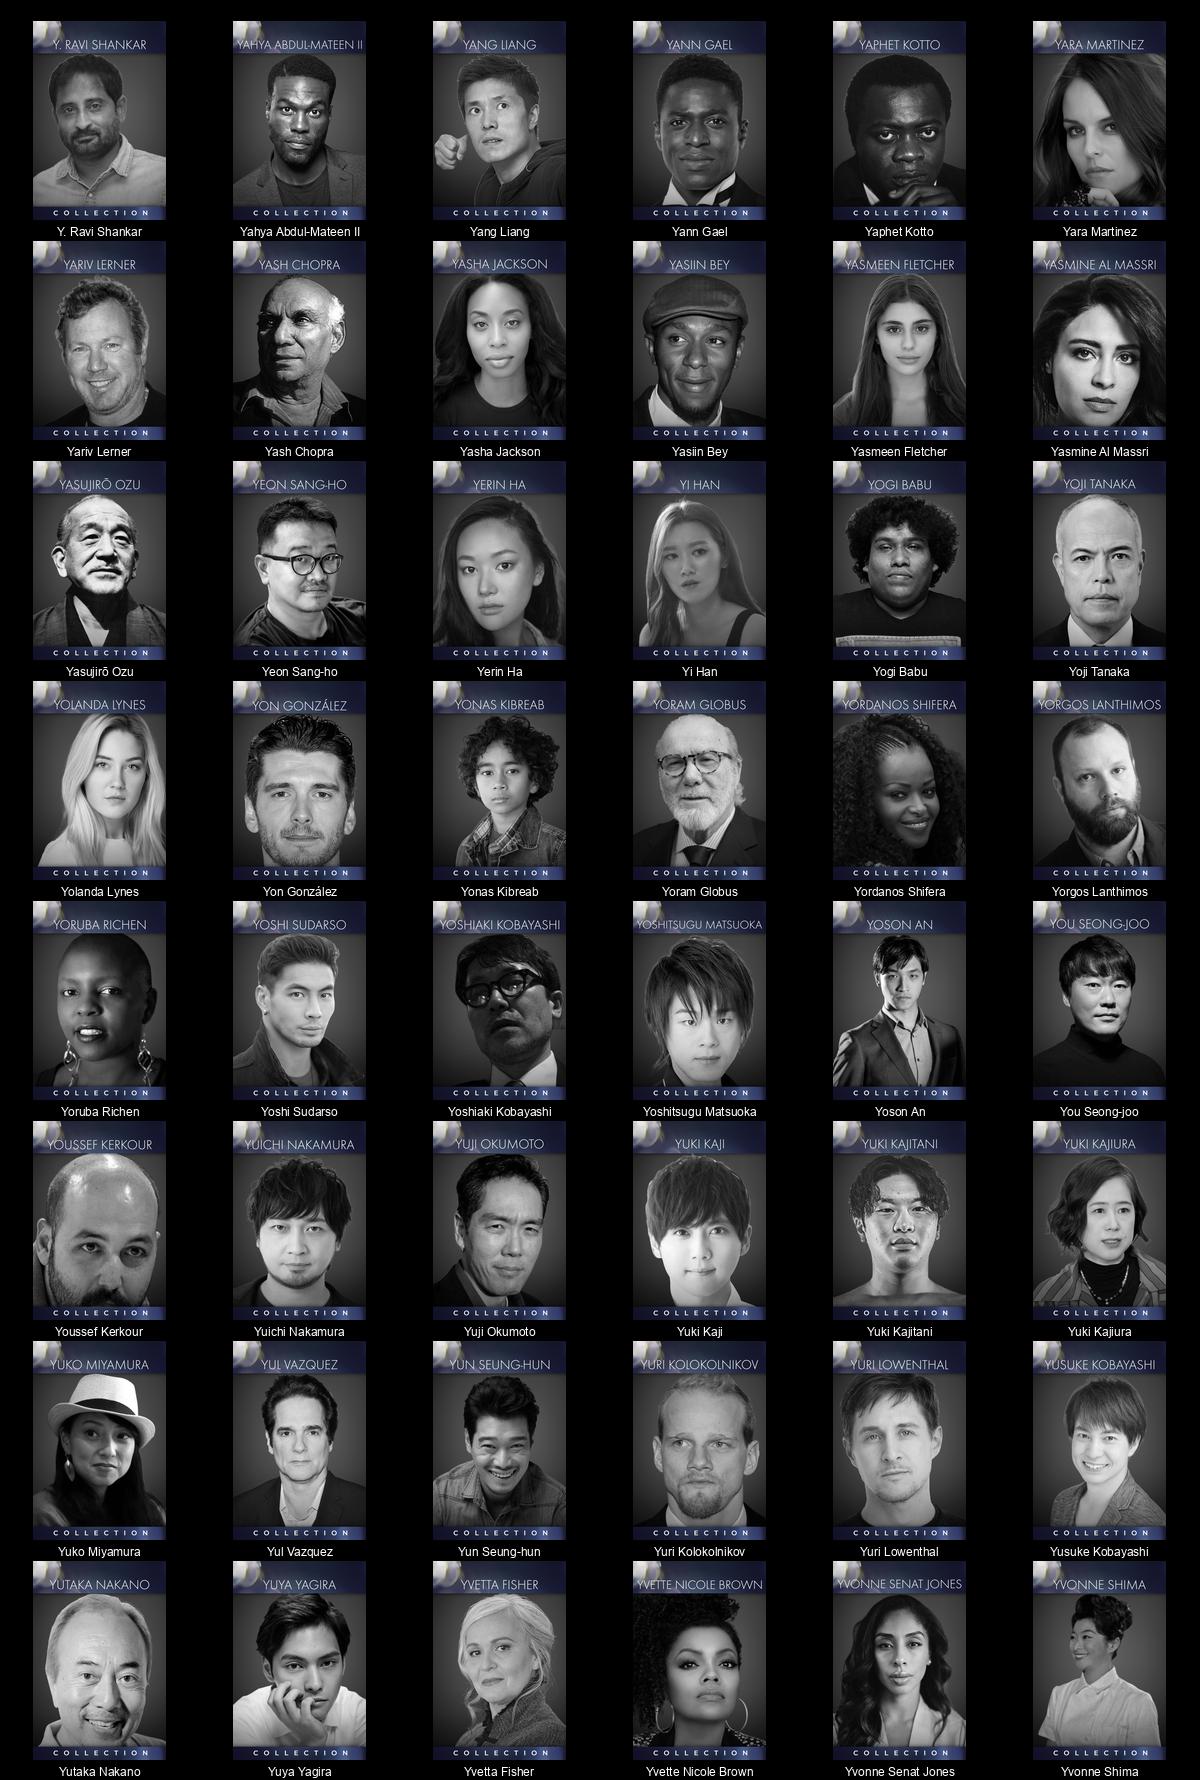 Y. RAVI SHANKAR
YAHYA ABDUL-MATEEN II
YANG LIANG
YANN GAEL
YAPHET KOTTO
YARA MARTINEZ
COLLECTION
COLLECTION
COLLECTION
COLLECTION
COLLECTION
COLLECTION
Y. Ravi Shankar
Yahya Abdul-Mateen II
Yang Liang
Yann Gael
Yaphet Kotto
Yara Martinez
YARIV LERNER
YASH CHOPRA
YASHA JACKSON
YASIIN BEY
YASMEEN FLETCHER
YASMINE AL MASSRI
COLLECTION
COLLECTION
COLLECTION
COLLECTION
COLLECTION
COLLECTION
Yariv Lerner
Yash Chopra
Yasha Jackson
Yasiin Bey
Yasmeen Fletcher
Yasmine Al Massri
YASUJIRŌ OZU
YEON SANG-HO
YERIN HA
YI HAN
YOGI BABU
YOJI TANAKA
COLLECTION
COLLECTION
COLLECTION
COLLECTION
COLLECTION
COLLECTION
Yasujirō Ozu
Yeon Sang-ho
Yerin Ha
Yi Han
Yogi Babu
Yoji Tanaka
YOLANDA LYNES
YON GONZÁLEZ
YONAS KIBREAB
YORAM GLOBUS
YORDANOS SHIFERA
YORGOS LANTHIMOS
COLLECTION
COLLECTION
COLLECTION
COLLECTION
COLLECTION
COLLECTION
Yolanda Lynes
Yon González
Yonas Kibreab
Yoram Globus
Yordanos Shifera
Yorgos Lanthimos
YORUBA RICHEN
YOSHI SUDARSO
YOSHIAKI KOBAYASHI
YOSHITSUGU MATSUOKA
YOSON AN
YOU SEONG-JOO
COLLECTION
COLLECTION
COLLECTION
COLLECTION
COLLECTION
COLLECTION
Yoruba Richen
Yoshi Sudarso
Yoshiaki Kobayashi
Yoshitsugu Matsuoka
Yoson An
You Seong-joo
YOUSSEF KERKOUR
YUICHI NAKAMURA
YUJI OKUMOTO
YUKI KAJI
YUKI KAJITANI
YUKI KAJIURA
COLLECTION
COLLECTION
COLLECTION
COLLECTION
COLLECTION
COLLECTION
Youssef Kerkour
Yuichi Nakamura
Yuji Okumoto
Yuki Kaji
Yuki Kajitani
Yuki Kajiura
YUKO MIYAMURA
YUL VAZQUEZ
YUN SEUNG-HUN
YURI KOLOKOLNIKOV
YURI LOWENTHAL
YUSUKE KOBAYASHI
COLLECTION
COLLECTION
COLLECTION
COLLECTION
COLLECTION
COLLECTION
Yuko Miyamura
Yul Vazquez
Yun Seung-hun
Yuri Kolokolnikov
Yuri Lowenthal
Yusuke Kobayashi
YUTAKA NAKANO
YUYA YAGIRA
YVETTA FISHER
YVETTE NICOLE BROWN
YVONNE SENAT JONES
YVONNE SHIMA
COLLECTION
COLLECTION
COLLECTION
COLLECTION
COLLECTION
COLLECTION
Yutaka Nakano
Yuya Yagira
Yvetta Fisher
Yvette Nicole Brown
Yvonne Senat Jones
Yvonne Shima